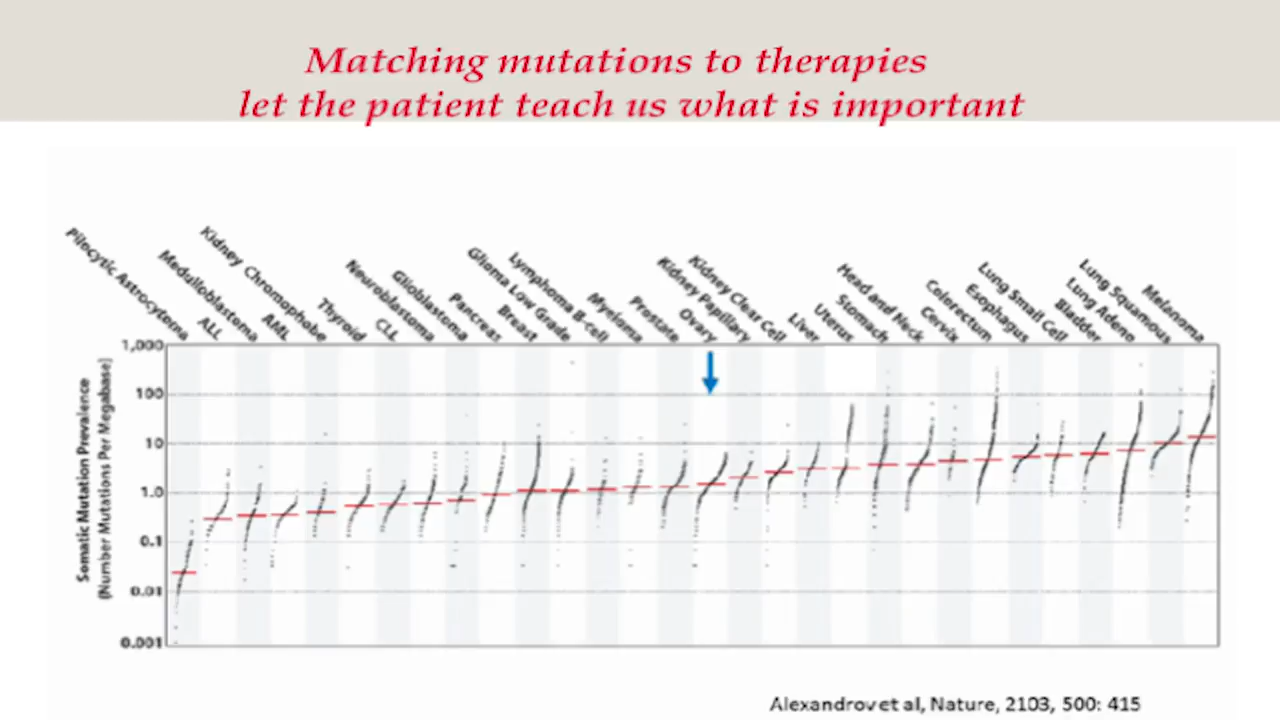 Matching mutations to therapies
let the patient teach us what is important
Pilocytic Astrocytoma
ALL
Medulloblastoma
AML
Kidney Chromophobe
Thyroid
CLL
Neuroblastoma
Glioblastoma
Pancreas
Breast
Glioma Low Grade
Lymphoma B-cell
Myeloma
Prostate
Ovary
Kidney Papillary
Kidney Clear Cell
Liver
Uterus
Stomach
Head and Neck
Cervix
Colorectum
Esophagus
Lung Small Cell
Bladder
Lung Adeno
Lung Squamous
Melanoma
Somatic Mutation Prevalence
(Number Mutations Per Megabase)
1,000
100
10
1.0
0.1
0.01
0.001
Alexandrov et al, Nature, 2103, 500: 415